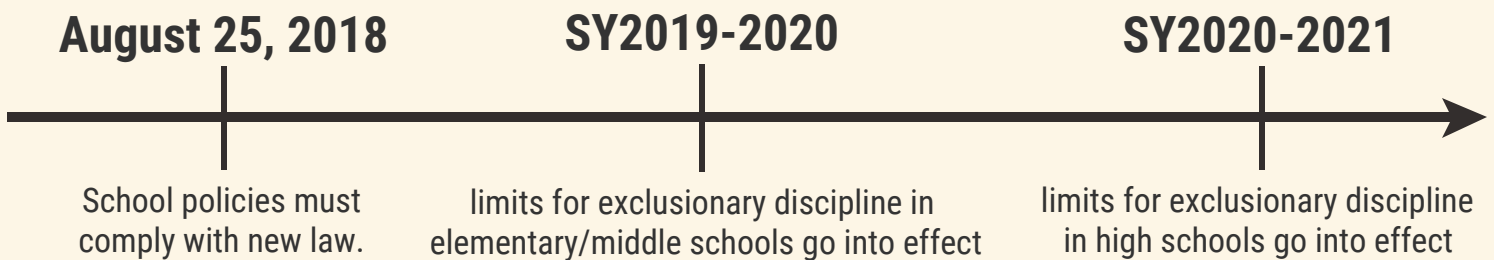 August 25, 2018
SY2019-2020
SY2020-2021
School policies must
comply with new law.
limits for exclusionary discipline in
elementary/middle schools go into effect
limits for exclusionary discipline
in high schools go into effect